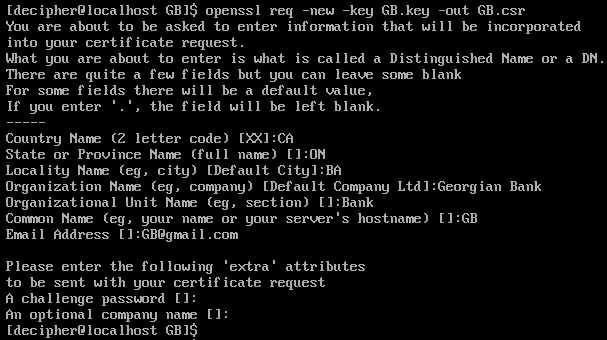 [decipher@localhost GB]$ openssl req -new -key GB.key -out GB.csr
You are about to be asked to enter information that will be incorporated
into your certificate request.
What you are about to enter is what is called a Distinguished Name or a DN.
There are quite a few fields but you can leave some blank
For some fields there will be a default value,
If you enter '.', the field will be left blank.
-----
Country Name (2 letter code) [XX]:CA
State or Province Name (full name) []:ON
Locality Name (eg, city) [Default City]:BA
Organization Name (eg, company) [Default Company Ltd]:Georgian Bank
Organizational Unit Name (eg, section) []:Bank
Common Name (eg, your name or your server's hostname) []:GB
Email Address []:GB@gmail.com

Please enter the following 'extra' attributes
to be sent with your certificate request
A challenge password []:
An optional company name []:
[decipher@localhost GB]$